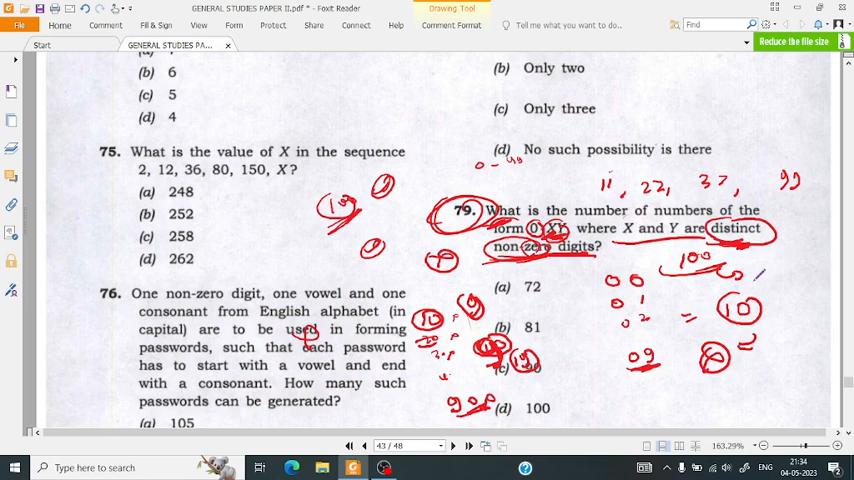 GENERAL STUDIES PAPER II.pdf * - Foxit Reader
Drawing Tool
File
Home
Comment
Fill & Sign
View
Form
Protect
Share
Connect
Help
Comment Format
Tell me what you want to do...
Find
Start
GENERAL STUDIES PA...
Reduce the file size
(b) 6
(c) 5
(d) 4
75. What is the value of X in the sequence
2, 12, 36, 80, 150, X?
(a) 248
(b) 252
(c) 258
(d) 262
76. One non-zero digit, one vowel and one
consonant from English alphabet (in
capital) are to be used in forming
passwords, such that each password
has to start with a vowel and end
with a consonant. How many such
passwords can be generated?
(a) 105
(b) Only two
(c) Only three
(d) No such possibility is there
11, 22, 33, 99
79. What is the number of numbers of the
form 0·XY, where X and Y are distinct
non-zero digits?
100
(a) 72
(b) 81
(c) 90
(d) 100
00
01
02
= 10
09
10
19
90
43 / 48
163.29%
Type here to search
ENG
21:34
04-05-2023